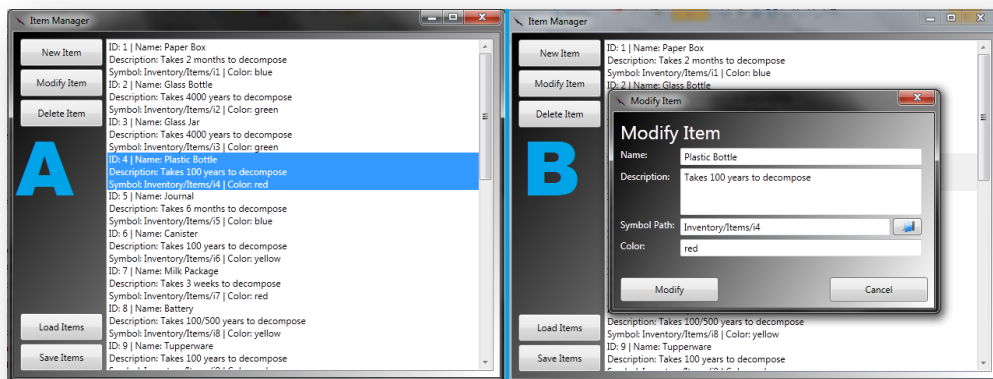 Item Manager
New Item
Modify Item
Delete Item
A
Load Items
Save Items
ID: 1 | Name: Paper Box
Description: Takes 2 months to decompose
Symbol: Inventory/Items/i1 | Color: blue
ID: 2 | Name: Glass Bottle
Description: Takes 4000 years to decompose
Symbol: Inventory/Items/i2 | Color: green
ID: 3 | Name: Glass Jar
Description: Takes 4000 years to decompose
Symbol: Inventory/Items/i3 | Color: green
ID: 4 | Name: Plastic Bottle
Description: Takes 100 years to decompose
Symbol: Inventory/Items/i4 | Color: red
ID: 5 | Name: Journal
Description: Takes 6 months to decompose
Symbol: Inventory/Items/i5 | Color: blue
ID: 6 | Name: Canister
Description: Takes 100 years to decompose
Symbol: Inventory/Items/i6 | Color: yellow
ID: 7 | Name: Milk Package
Description: Takes 3 weeks to decompose
Symbol: Inventory/Items/i7 | Color: red
ID: 8 | Name: Battery
Description: Takes 100/500 years to decompose
Symbol: Inventory/Items/i8 | Color: yellow
ID: 9 | Name: Tupperware
Description: Takes 100 years to decompose
Item Manager
New Item
Modify Item
Delete Item
B
Load Items
Save Items
ID: 1 | Name: Paper Box
Description: Takes 2 months to decompose
Symbol: Inventory/Items/i1 | Color: blue
ID: 2 | Name: Glass Bottle
Modify Item
Modify Item
Name: Plastic Bottle
Description: Takes 100 years to decompose
Symbol Path: Inventory/Items/i4
Color: red
Modify Cancel
Description: Takes 100/500 years to decompose
Symbol: Inventory/Items/i8 | Color: yellow
ID: 9 | Name: Tupperware
Description: Takes 100 years to decompose